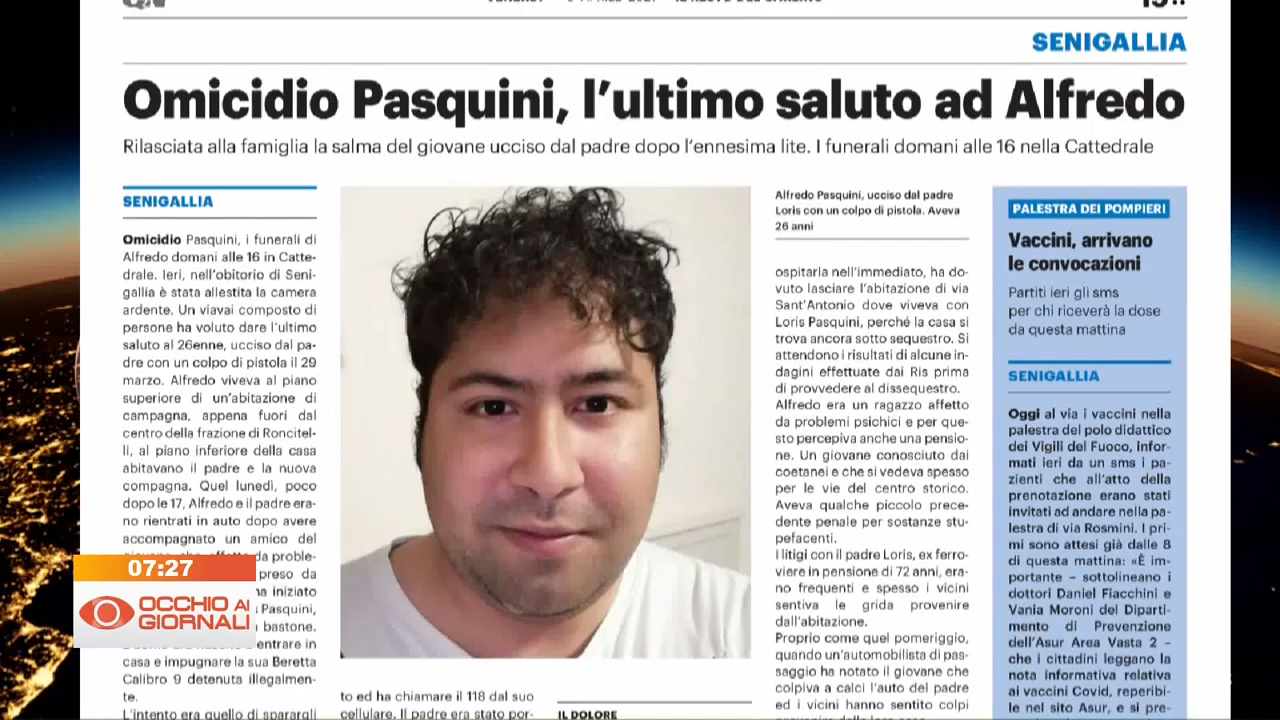 SENIGALLIA
Omicidio Pasquini, l'ultimo saluto ad Alfredo
Rilasciata alla famiglia la salma del giovane ucciso dal padre dopo l'ennesima lite. I funerali domani alle 16 nella Cattedrale
SENIGALLIA
Omicidio Pasquini, i funerali di
Alfredo domani alle 16 in Catte-
drale. Ieri, nell'obitorio di Seni-
gallia è stata allestita la camera
ardente. Un viavai composto di
persone ha voluto dare l'ultimo
saluto al 26enne, ucciso dal pa-
dre con un colpo di pistola il 29
marzo. Alfredo viveva al piano
superiore di un'abitazione di
campagna, appena fuori dal
centro della frazione di Roncitel-
li, al piano inferiore della casa
abitavano il padre e la nuova
compagna. Quel lunedì, poco
dopo le 17, Alfredo e il padre era-
no rientrati in auto dopo avere
accompagnato un amico del
da proble-
preso da
ha iniziato
Pasquini,
bastone.
entrare in
casa e impugnare la sua Beretta
Calibro 9 detenuta illegalmen-
te.
L'intento era quello di sparargli
to ed ha chiamare il 118 dal suo
cellulare. Il padre era stato por-
IL DOLORE
Alfredo Pasquini, ucciso dal padre
Loris con un colpo di pistola. Aveva
26 anni
ospitarla nell'immediato, ha do-
vuto lasciare l'abitazione di via
Sant'Antonio dove viveva con
Loris Pasquini, perché la casa si
trova ancora sotto sequestro. Si
attendono i risultati di alcune in-
dagini effettuate dai Ris prima
di provvedere al dissequestro.
Alfredo era un ragazzo affetto
da problemi psichici e per que-
sto percepiva anche una pensio-
ne. Un giovane conosciuto dai
coetanei e che si vedeva spesso
per le vie del centro storico.
Aveva qualche piccolo prece-
dente penale per sostanze stu-
pefacenti.
I litigi con il padre Loris, ex ferro-
viere in pensione di 72 anni, era-
no frequenti e spesso i vicini
sentiva le grida provenire
dall'abitazione.
Proprio come quel pomeriggio,
quando un'automobilista di pas-
saggio ha notato il giovane che
colpiva a calci l'auto del padre
ed i vicini hanno sentito colpi
PALESTRA DEI POMPIERI
Vaccini, arrivano
le convocazioni
Partiti ieri gli sms
per chi riceverà la dose
da questa mattina
SENIGALLIA
Oggi al via i vaccini nella
palestra del polo didattico
dei Vigili del Fuoco, infor-
mati ieri da un sms i pa-
zienti che all'atto della
prenotazione erano stati
invitati ad andare nella pa-
lestra di via Rosmini. I pri-
mi sono attesi già dalle 8
di questa mattina: «È im-
portante – sottolineano i
dottori Daniel Fiacchini e
Vania Moroni del Diparti-
mento di Prevenzione
dell'Asur Area Vasta 2 –
che i cittadini leggano la
nota informativa relativa
ai vaccini Covid, reperibi-
le nel sito Asur, e si pre-
07:27
OCCHIO AI
GIORNALI